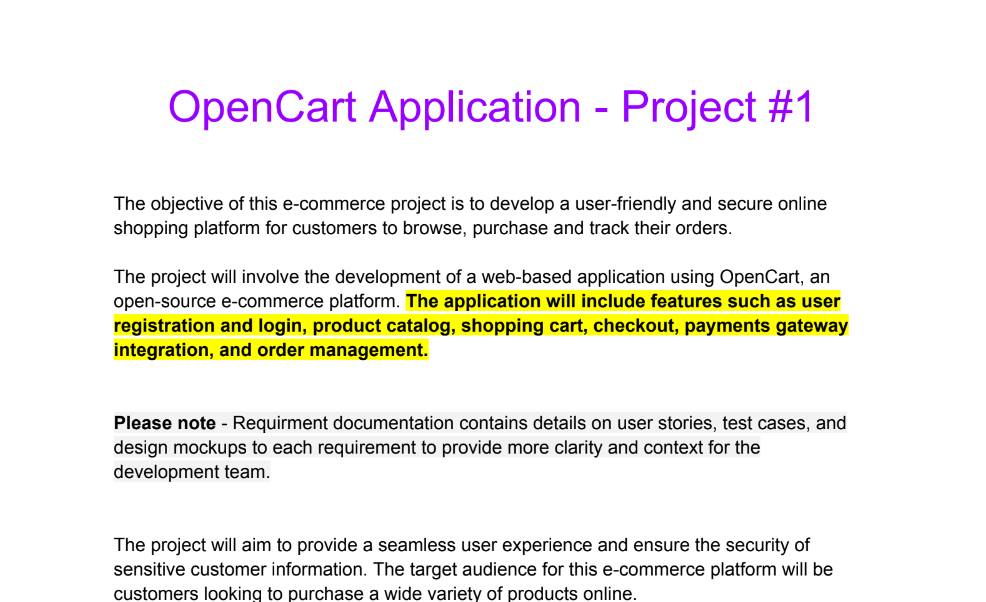 OpenCart Application - Project #1
The objective of this e-commerce project is to develop a user-friendly and secure online
shopping platform for customers to browse, purchase and track their orders.
The project will involve the development of a web-based application using OpenCart, an
open-source e-commerce platform. The application will include features such as user
registration and login, product catalog, shopping cart, checkout, payments gateway
integration, and order management.
Please note - Requirment documentation contains details on user stories, test cases, and
design mockups to each requirement to provide more clarity and context for the
development team.
The project will aim to provide a seamless user experience and ensure the security of
sensitive customer information. The target audience for this e-commerce platform will be
customers looking to purchase a wide variety of products online.